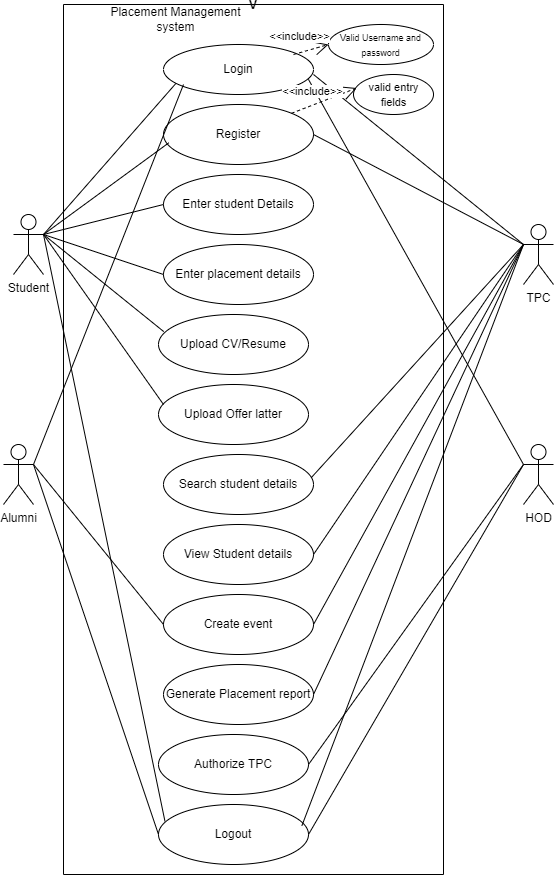 Placement Management
system
<<include>>
Valid Username and
password
Login
<<include>>
valid entry
fields
Register
Enter student Details
Student
TPC
Enter placement details
Upload CV/Resume
Upload Offer latter
Search student details
Alumni
HOD
View Student details
Create event
Generate Placement report
Authorize TPC
Logout